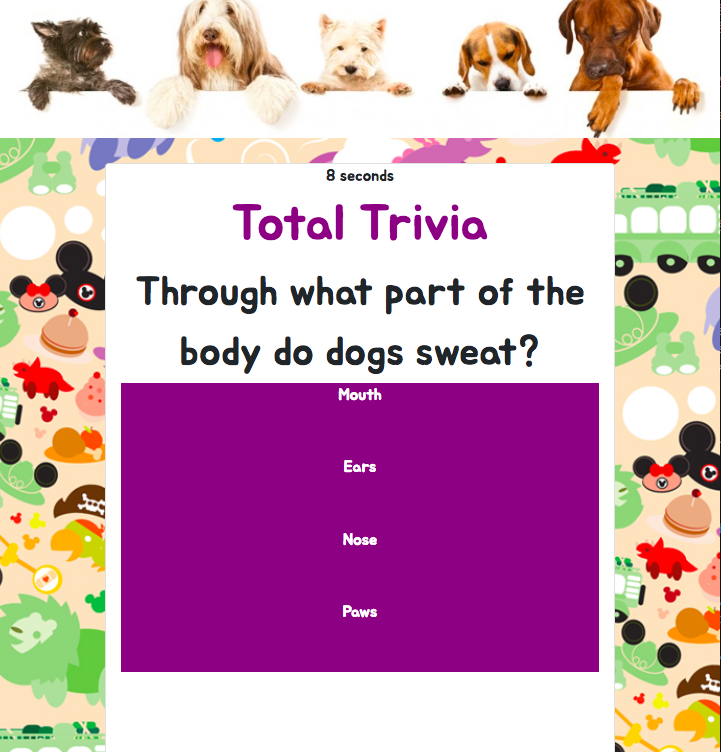 8 seconds
Total Trivia
Through what part of the
body do dogs sweat?
Mouth
Ears
Nose
Paws